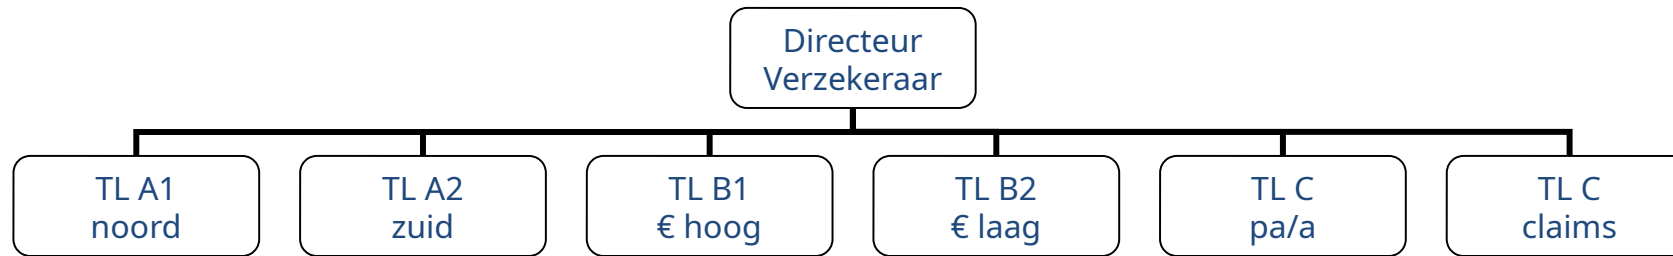 Directeur
Verzekeraar
TL A1
noord
TL A2
zuid
TL B1
€ hoog
TL B2
€ laag
TL C
pa/a
TL C
claims